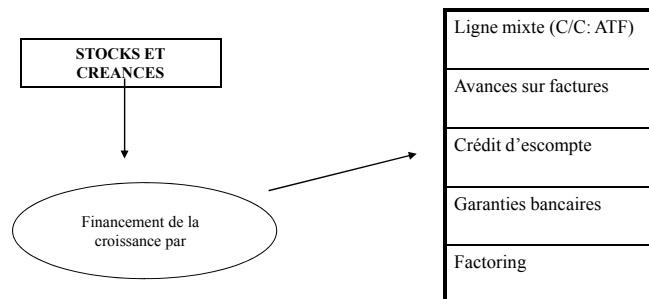 STOCKS ET
CREANCES
Financement de la
croissance par
Ligne mixte (C/C: ATF)
Avances sur factures
Crédit d'escompte
Garanties bancaires
Factoring